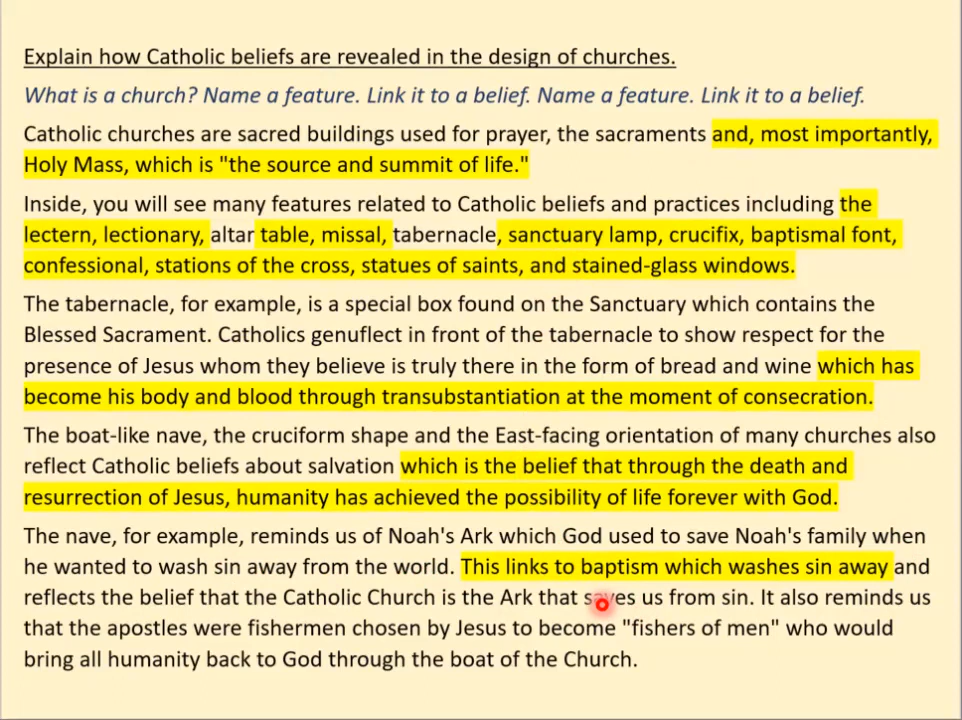 Explain how Catholic beliefs are revealed in the design of churches.
What is a church? Name a feature. Link it to a belief. Name a feature. Link it to a belief.
Catholic churches are sacred buildings used for prayer, the sacraments and, most importantly,
Holy Mass, which is "the source and summit of life."
Inside, you will see many features related to Catholic beliefs and practices including the
lectern, lectionary, altar table, missal, tabernacle, sanctuary lamp, crucifix, baptismal font,
confessional, stations of the cross, statues of saints, and stained-glass windows.
The tabernacle, for example, is a special box found on the Sanctuary which contains the
Blessed Sacrament. Catholics genuflect in front of the tabernacle to show respect for the
presence of Jesus whom they believe is truly there in the form of bread and wine which has
become his body and blood through transubstantiation at the moment of consecration.
The boat-like nave, the cruciform shape and the East-facing orientation of many churches also
reflect Catholic beliefs about salvation which is the belief that through the death and
resurrection of Jesus, humanity has achieved the possibility of life forever with God.
The nave, for example, reminds us of Noah's Ark which God used to save Noah's family when
he wanted to wash sin away from the world. This links to baptism which washes sin away and
reflects the belief that the Catholic Church is the Ark that saves us from sin. It also reminds us
that the apostles were fishermen chosen by Jesus to become "fishers of men" who would
bring all humanity back to God through the boat of the Church.